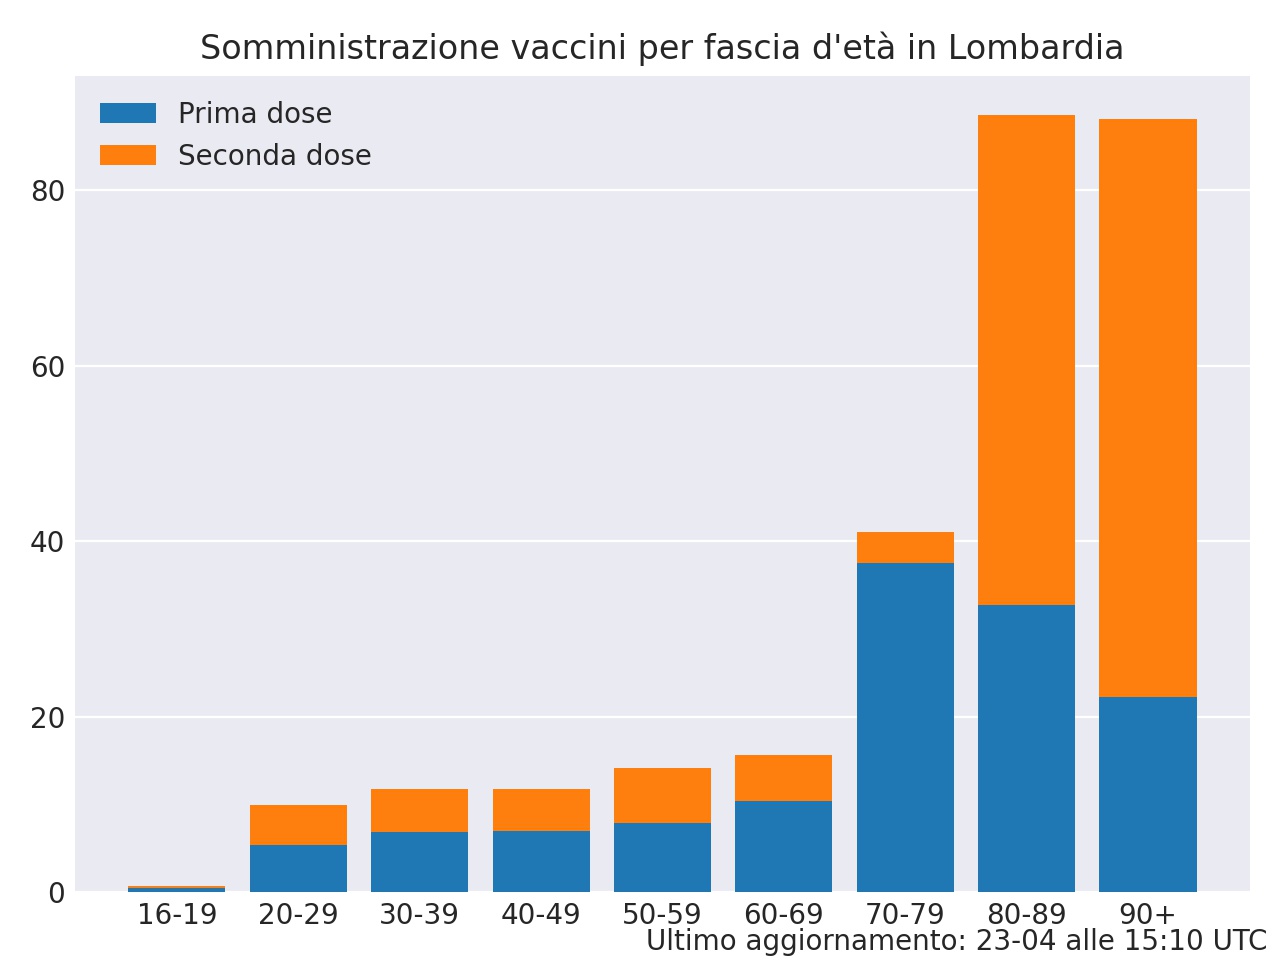 Somministrazione vaccini per fascia d'età in Lombardia
Prima dose
Seconda dose
80
60
40
20
0
16-19 20-29 30-39 40-49 50-59 60-69 70-79 80-89 90+
Ultimo aggiornamento: 23-04 alle 15:10 UTC